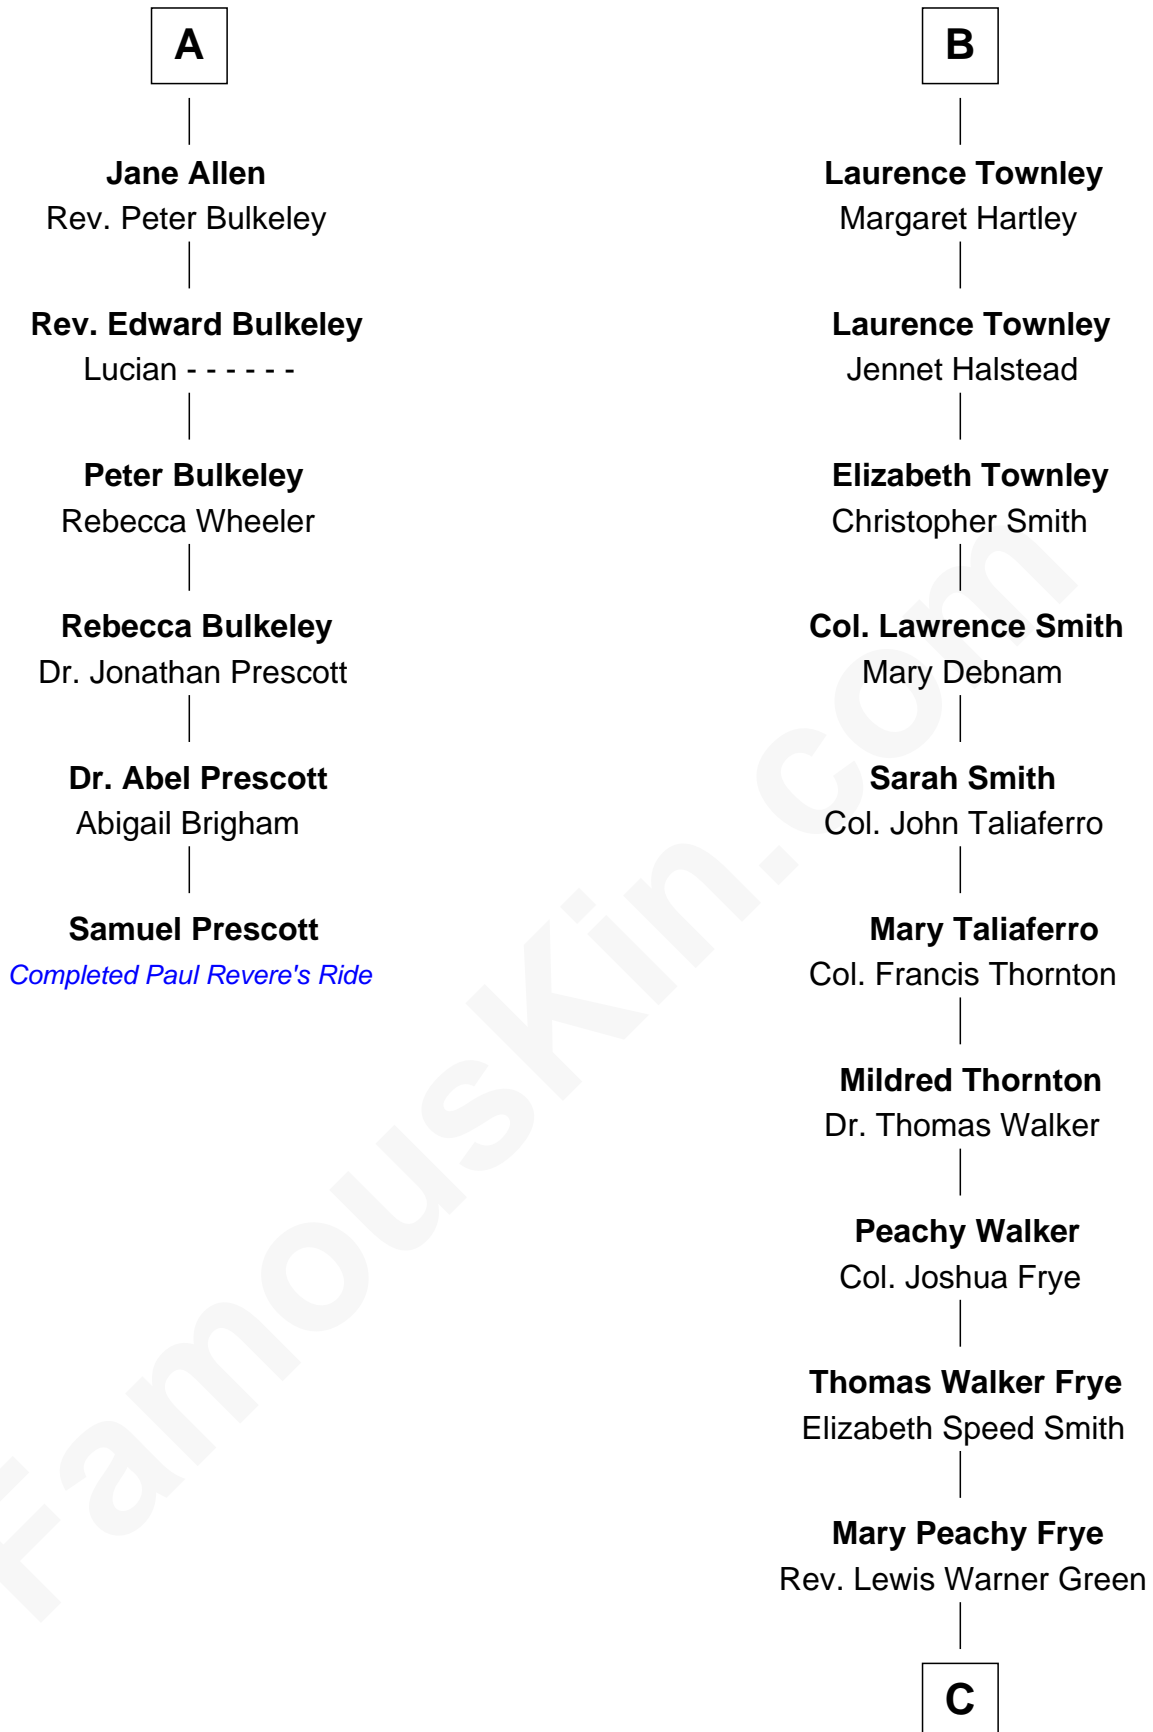 A
Jane Allen
Rev. Peter Bulkeley
Rev. Edward Bulkeley
Lucian - - - - - -
Peter Bulkeley
Rebecca Wheeler
Rebecca Bulkeley
Dr. Jonathan Prescott
Dr. Abel Prescott
Abigail Brigham
Samuel Prescott
Completed Paul Revere's Ride
B
Laurence Townley
Margaret Hartley
Laurence Townley
Jennet Halstead
Elizabeth Townley
Christopher Smith
Col. Lawrence Smith
Mary Debnam
Sarah Smith
Col. John Taliaferro
Mary Taliaferro
Col. Francis Thornton
Mildred Thornton
Dr. Thomas Walker
Peachy Walker
Col. Joshua Frye
Thomas Walker Frye
Elizabeth Speed Smith
Mary Peachy Frye
Rev. Lewis Warner Green
C
FamousKin.com